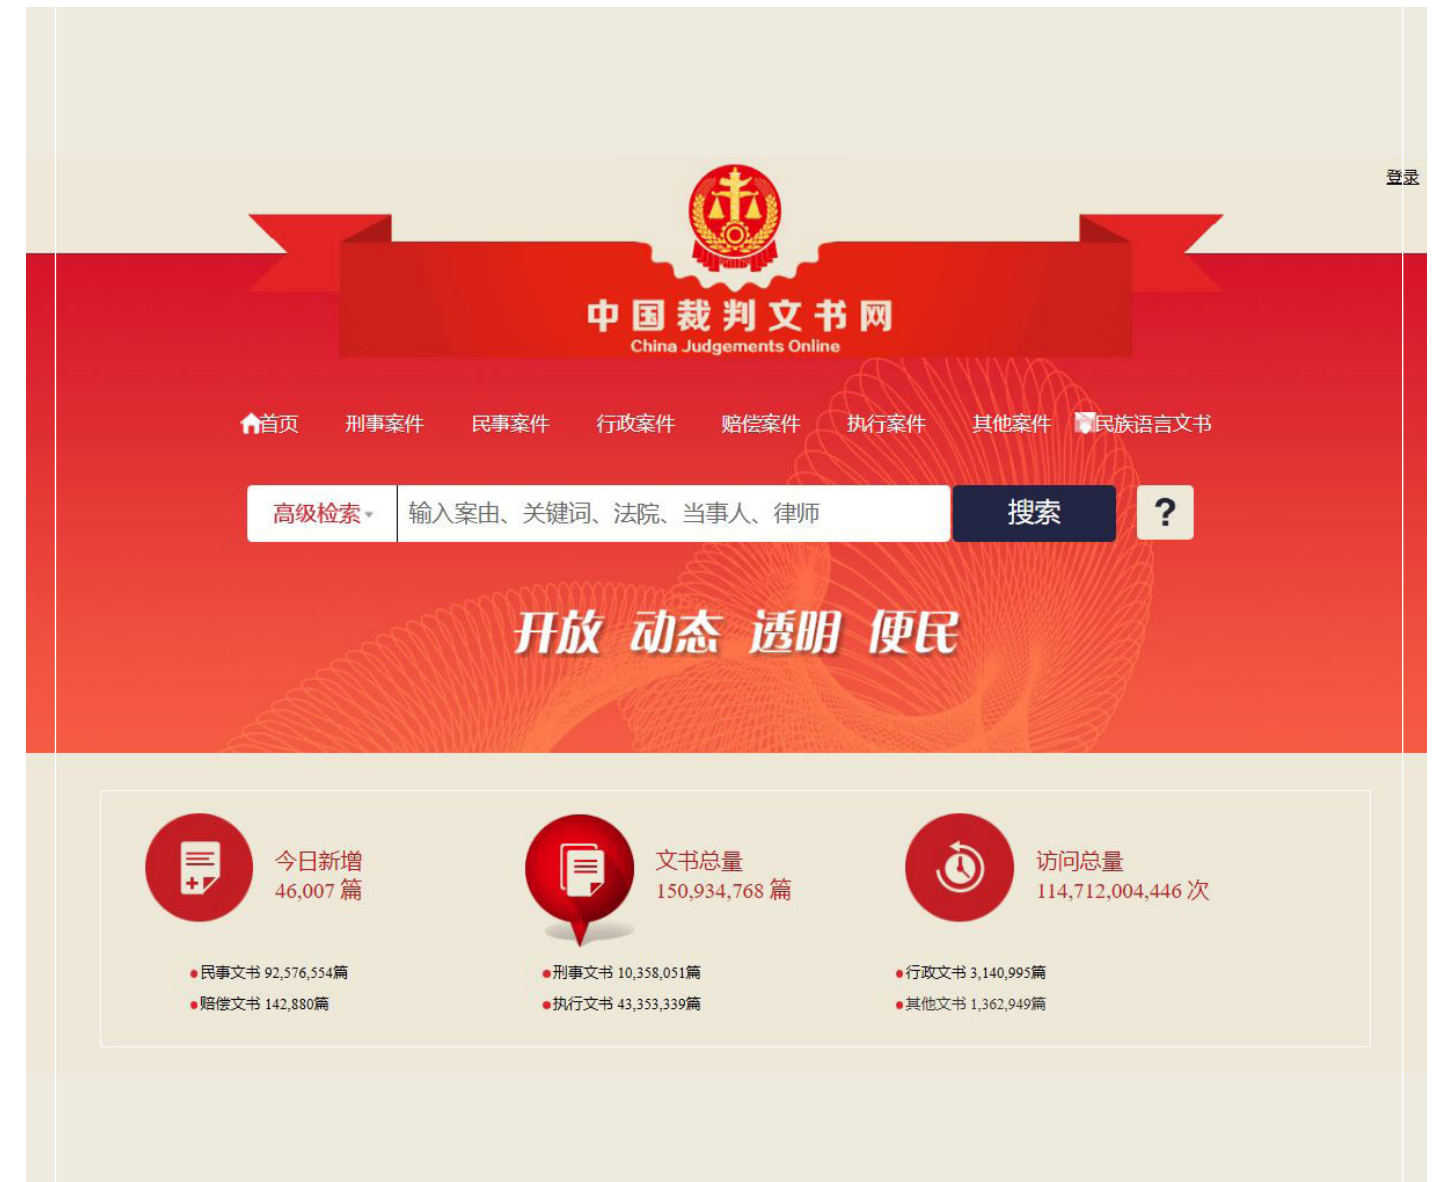 登录
中国裁判文书网
China Judgements Online
首页 刑事案件 民事案件 行政案件 赔偿案件 执行案件 其他案件 民族语言文书
高级检索 输入案由、关键词、法院、当事人、律师 搜索 ?
开放 动态 透明 便民
今日新增 文书总量 访问总量
46,007 篇 150,934,768 篇 114,712,004,446 次
民事文书 92,576,554篇 刑事文书 10,358,051篇 行政文书 3,140,995篇
赔偿文书 142,880篇 执行文书 43,353,339篇 其他文书 1,362,949篇